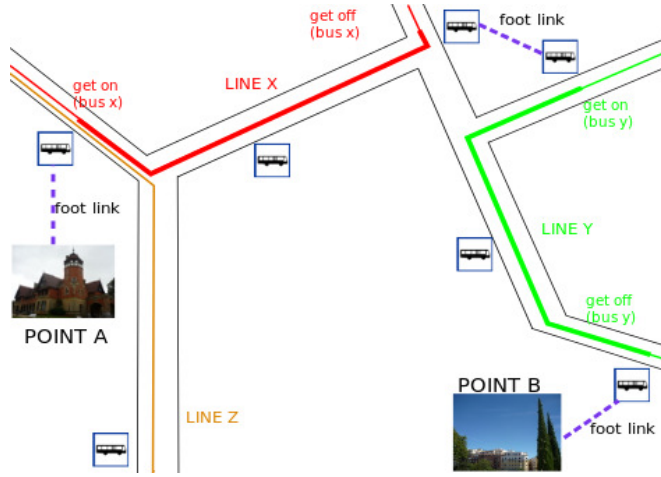 get off
(bus x)
foot link
get on
(bus x)
LINE X
get on
(bus y)
foot link
LINE Y
get off
(bus y)
POINT A
POINT B
LINE Z
foot link